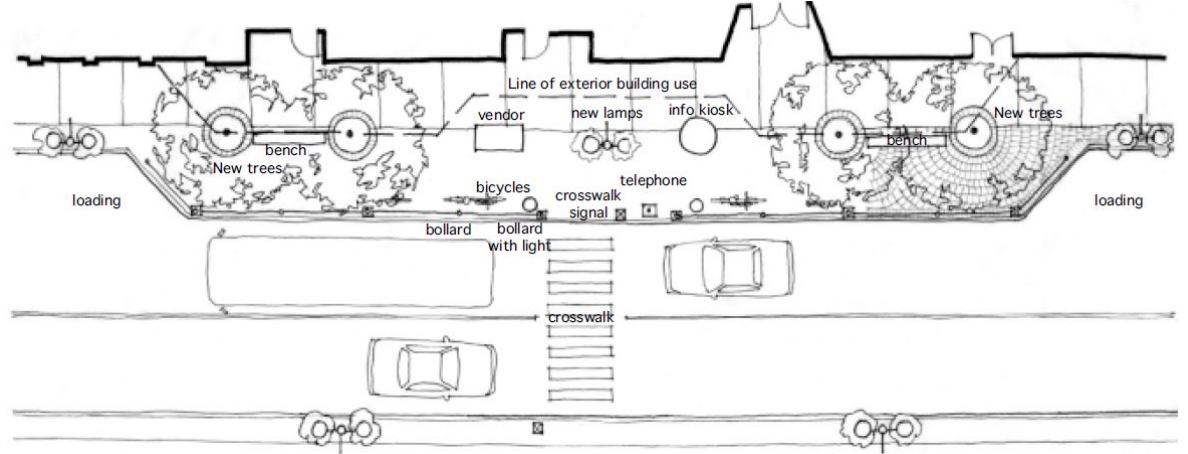 Line of exterior building use
vendor
new lamps
info kiosk
New trees
bench
bench
New trees
loading
bicycles
telephone
crosswalk
signal
loading
bollard
bollard
with light
crosswalk